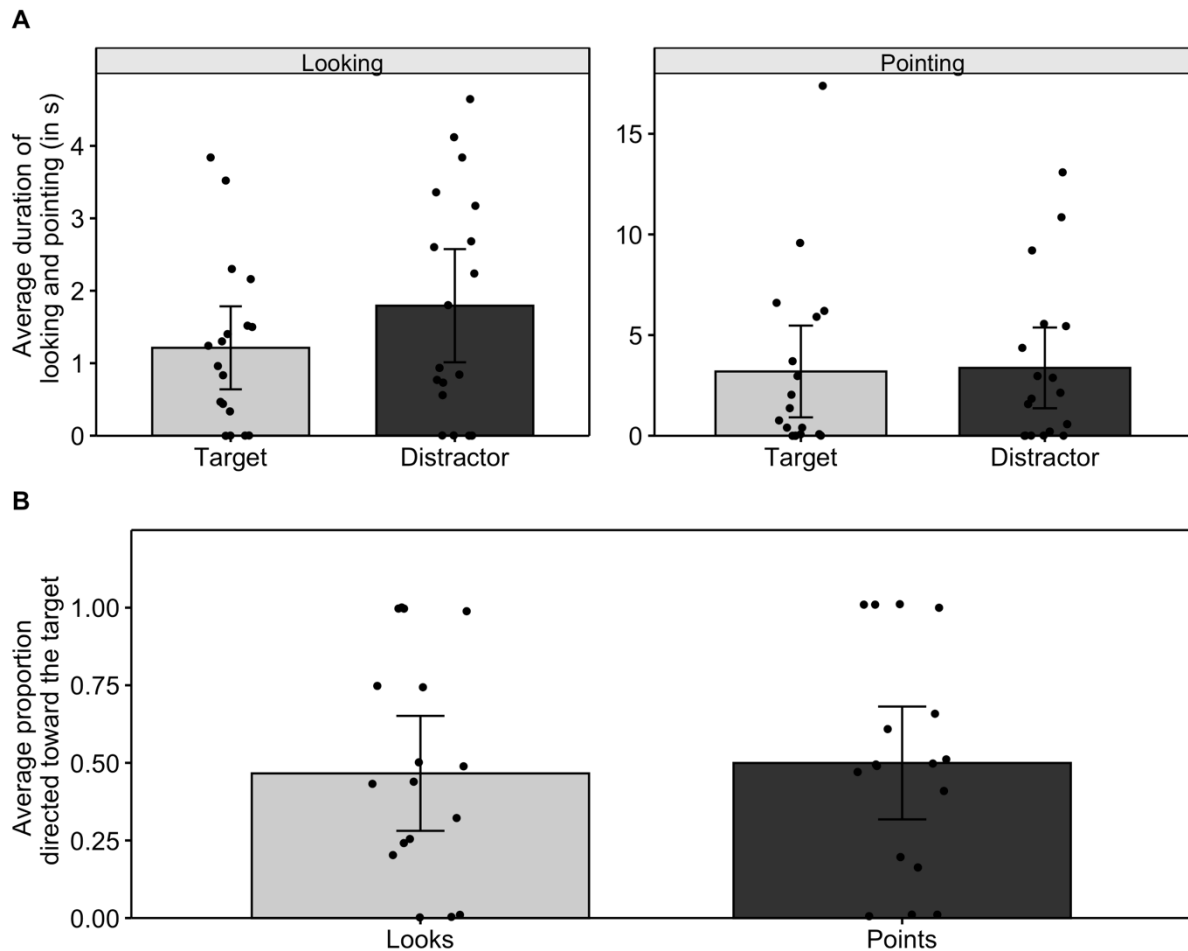 A
Looking
Pointing
Average duration of
looking and pointing (in s)
4
3
2
1
0
15
10
5
0
Target
Distractor
Target
Distractor
B
Average proportion
directed toward the target
1.00
0.75
0.50
0.25
0.00
Looks
Points